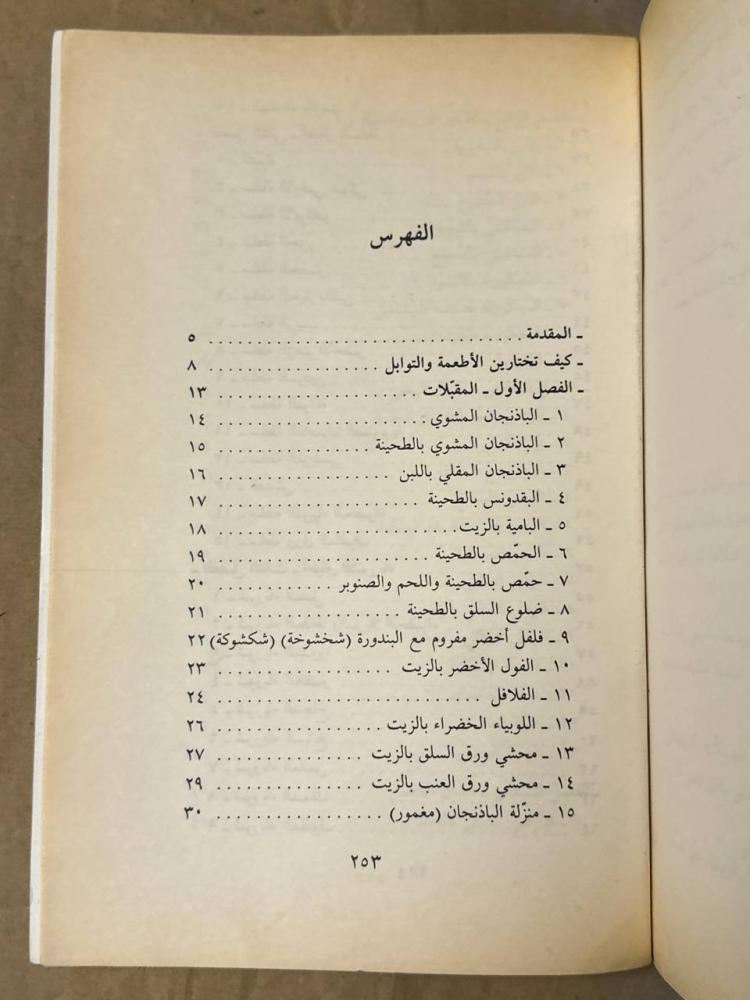 الفهرس
ـ المقدمة ................................. ٥
ـ كيف تختارين الأطعمة والتوابل .................. ٨
ـ الفصل الأول ـ المقبّلات ..................... ١٣
١ ـ الباذنجان المشوي ..................... ١٤
٢ ـ الباذنجان المشوي بالطحينة ................ ١٥
٣ ـ الباذنجان المقلي باللبن .................. ١٦
٤ ـ البقدونس بالطحينة ..................... ١٧
٥ ـ البامية بالزيت ......................... ١٨
٦ ـ الحمّص بالطحينة ...................... ١٩
٧ ـ حمّص بالطحينة واللحم والصنوبر ............ ٢٠
٨ ـ ضلوع السلق بالطحينة ................... ٢١
٩ ـ فلفل أخضر مفروم مع البندورة (شخشوخة) (شكشوكة) ٢٢
١٠ ـ الفول الأخضر بالزيت .................. ٢٣
١١ ـ الفلافل ........................... ٢٤
١٢ ـ اللوبياء الخضراء بالزيت ................. ٢٦
١٣ ـ محشي ورق السلق بالزيت ............... ٢٧
١٤ ـ محشي ورق العنب بالزيت ............... ٢٩
١٥ ـ منزّلة الباذنجان (مغمور) ................. ٣٠
٢٥٣